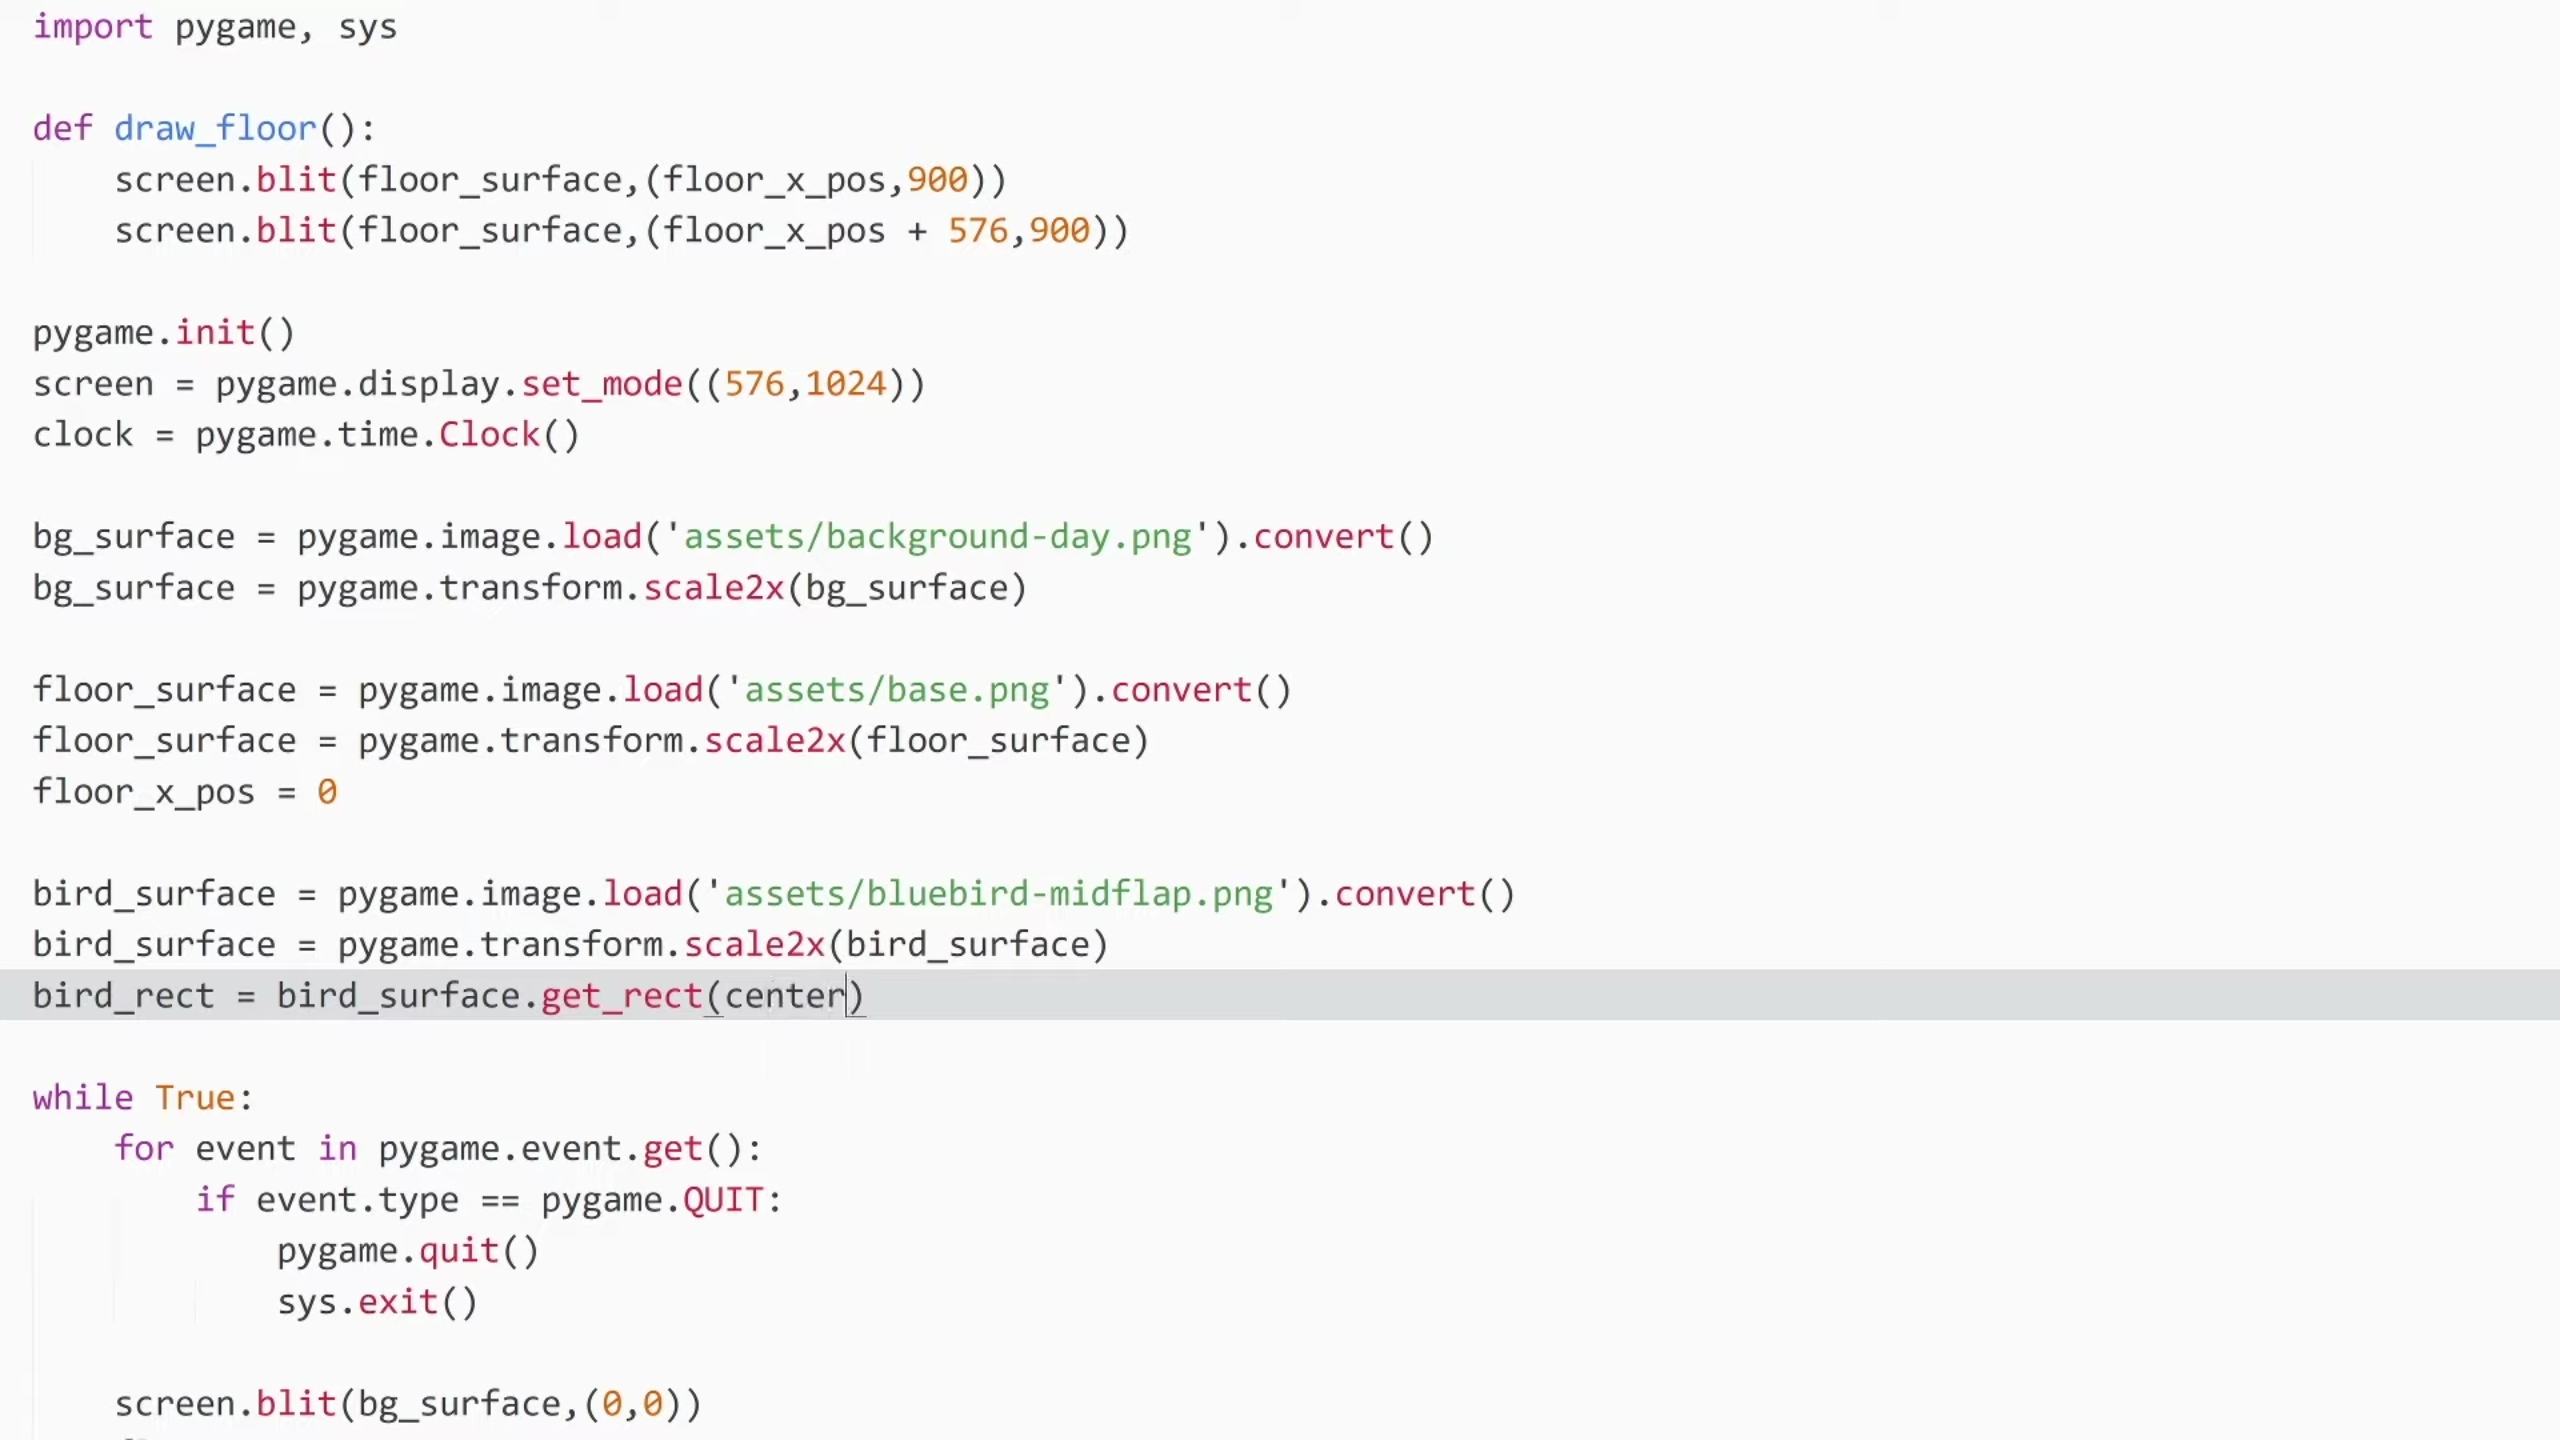 import pygame, sys
def draw_floor():
screen.blit(floor_surface,(floor_x_pos,900))
screen.blit(floor_surface,(floor_x_pos + 576,900))
pygame.init()
screen = pygame.display.set_mode((576,1024))
clock = pygame.time.Clock()
bg_surface = pygame.image.load('assets/background-day.png').convert()
bg_surface = pygame.transform.scale2x(bg_surface)
floor_surface = pygame.image.load('assets/base.png').convert()
floor_surface = pygame.transform.scale2x(floor_surface)
floor_x_pos = 0
bird_surface = pygame.image.load('assets/bluebird-midflap.png').convert()
bird_surface = pygame.transform.scale2x(bird_surface)
bird_rect = bird_surface.get_rect(center)
while True:
for event in pygame.event.get():
if event.type == pygame.QUIT:
pygame.quit()
sys.exit()
screen.blit(bg_surface,(0,0))